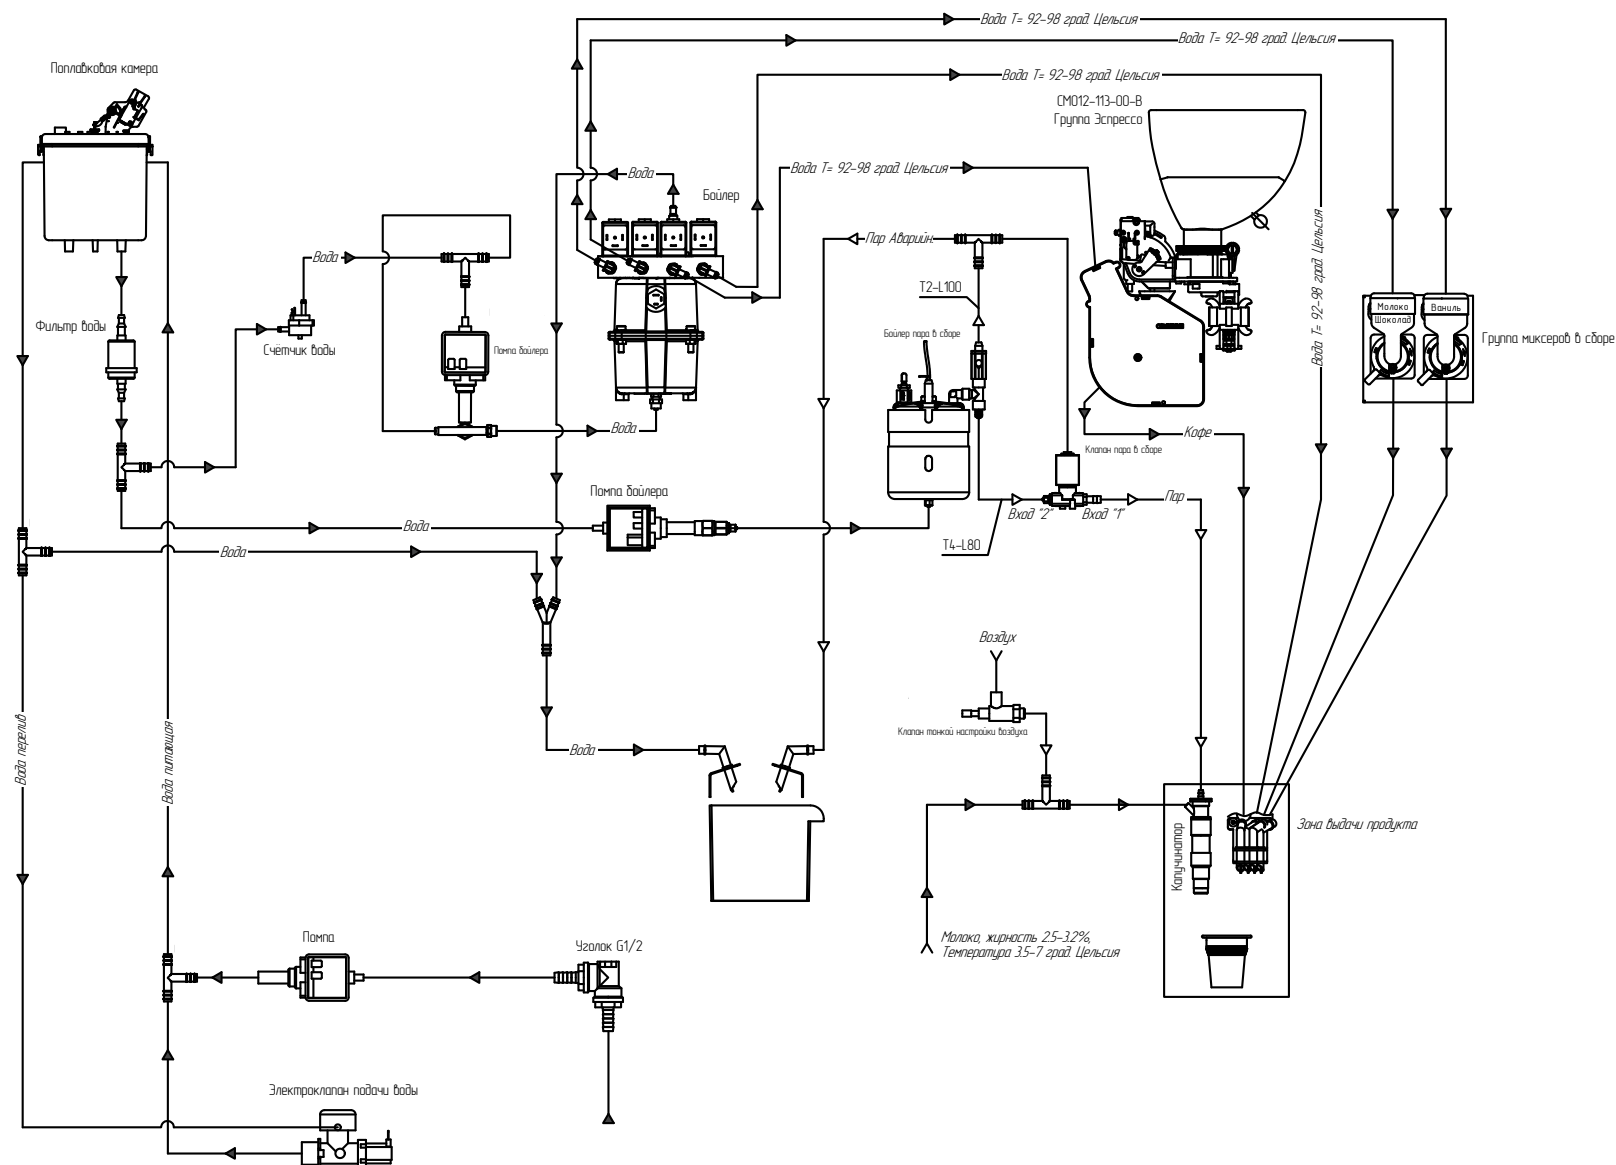 Вода T= 92-98 град. Цельсия
Вода T= 92-98 град. Цельсия
Вода T= 92-98 град. Цельсия
Поплавковая камера
СМ012-113-00-В
Группа Эспрессо
Вода
Вода T= 92-98 град. Цельсия
Бойлер
Пар Аварийн.
Вода
Вода T= 92-98 град. Цельсия
T2-L100
Молоко
Шоколад
Ваниль
Фильтр воды
Счётчик воды
Помпа бойлера
Бойлер пара в сборе
Группа миксеров в сборе
Вода
Кофе
Клапан пара в сборе
Помпа бойлера
Пар
Вход "2"
Вход "1"
Вода
Вода
T4-L80
Воздух
Клапан тонкой настройки воздуха
Вода
Вода перелив
Вода питающая
Зона выдачи продукта
Капучинатор
Помпа
Уголок G1/2
Молоко, жирность 2.5-3.2%,
Температура 3.5-7 град. Цельсия
Электроклапан подачи воды